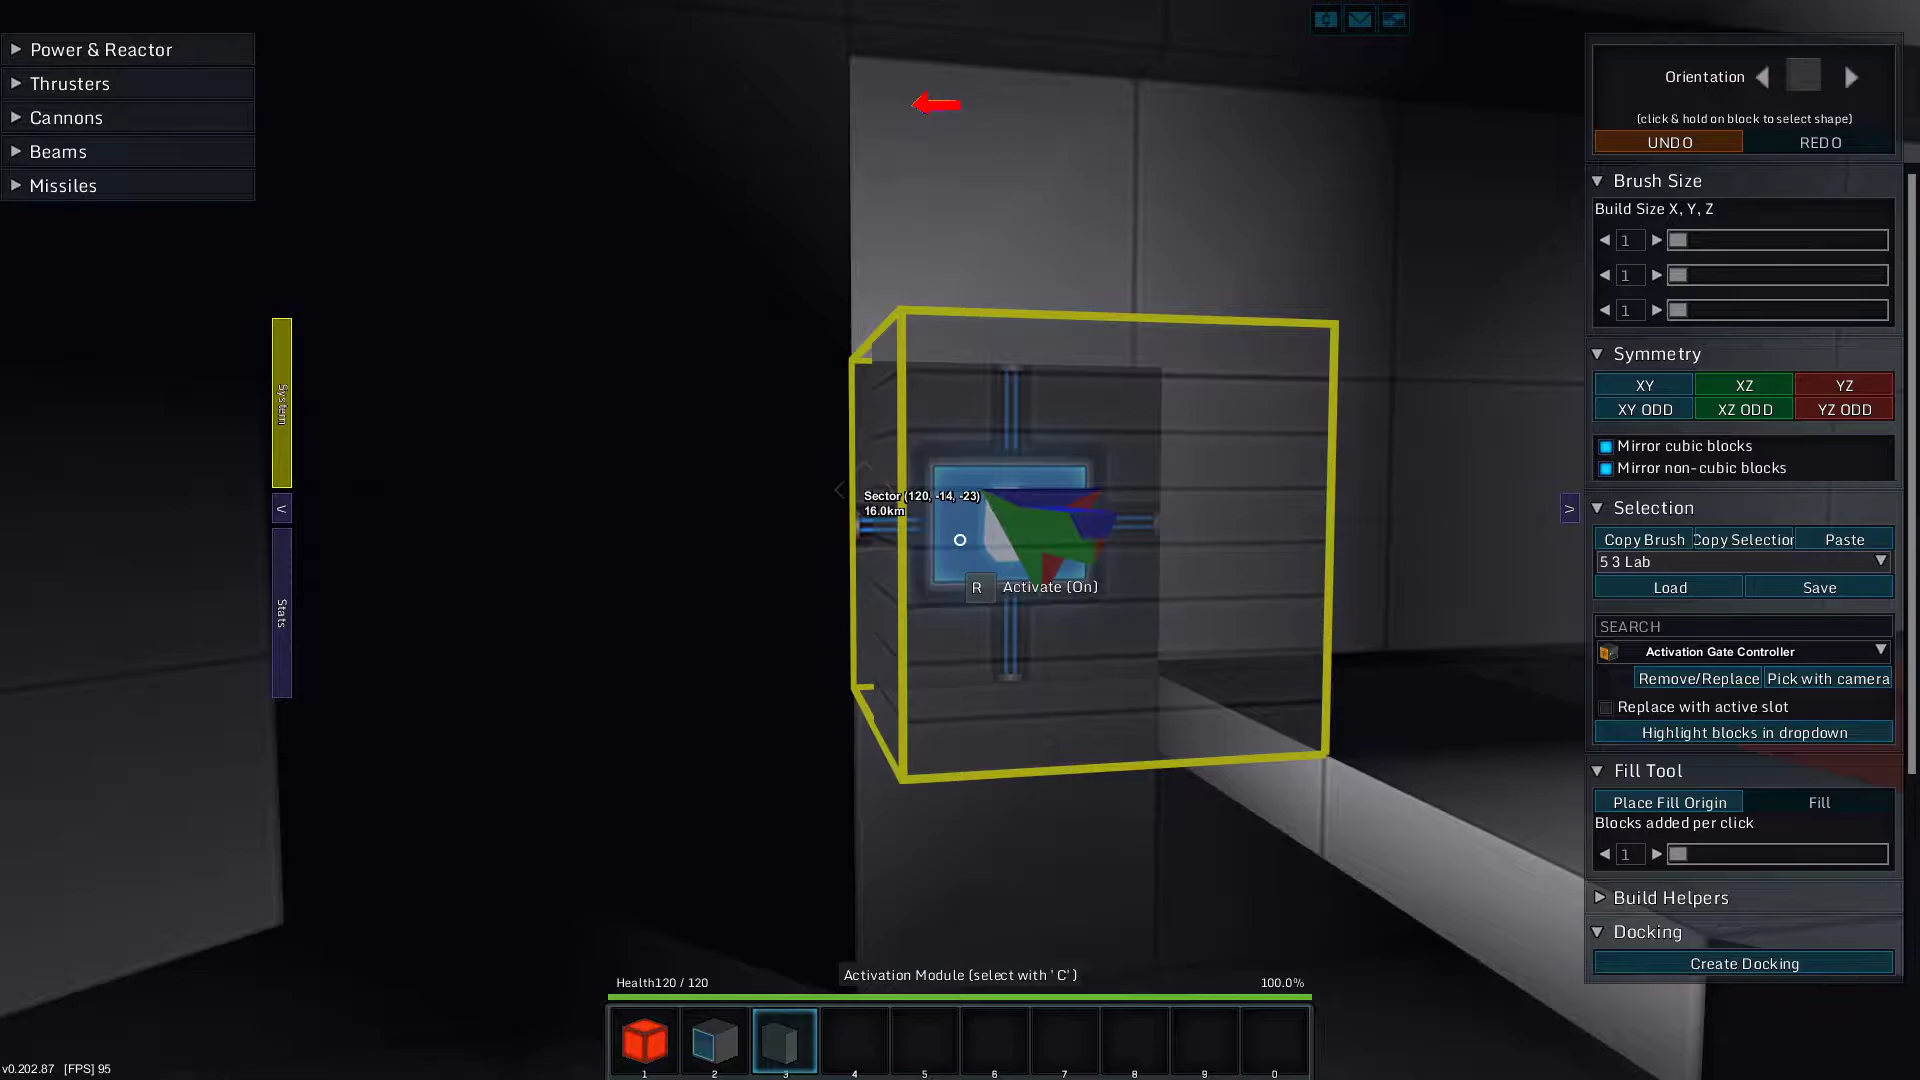 Power & Reactor
Thrusters
Cannons
Beams
Missiles
System
V
Stats
Sector (120, -14, -23)
16.0km
R Activate (On)
Activation Module (select with ' C' )
Health120 / 120
100.0%
1 2 3 4 5 6 7 8 9 0
v0.202.87 [FPS] 95
>
Orientation
(click & hold on block to select shape)
UNDO REDO
Brush Size
Build Size X, Y, Z
1
1
1
Symmetry
XY XZ YZ
XY ODD XZ ODD YZ ODD
Mirror cubic blocks
Mirror non-cubic blocks
Selection
Copy Brush Copy Selection Paste
5 3 Lab
Load Save
SEARCH
Activation Gate Controller
Remove/Replace Pick with camera
Replace with active slot
Highlight blocks in dropdown
Fill Tool
Place Fill Origin Fill
Blocks added per click
1
Build Helpers
Docking
Create Docking